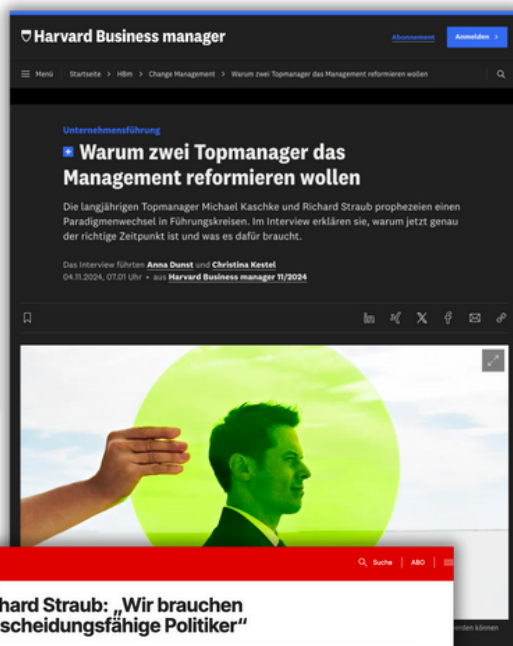 Harvard Business manager
Abonnement
Anmelden >
Menü | Startseite > HBm > Change Management > Warum zwei Topmanager das Management reformieren wollen
Unternehmensführung
+ Warum zwei Topmanager das
Management reformieren wollen
Die langjährigen Topmanager Michael Kaschke und Richard Straub prophezeien einen
Paradigmenwechsel in Führungskreisen. Im Interview erklären sie, warum jetzt genau
der richtige Zeitpunkt ist und was es dafür braucht.
Das Interview führten Anna Dunst und Christina Kestel
04.11.2024, 07.01 Uhr • aus Harvard Business manager 11/2024
Suche | ABO |
hard Straub: „Wir brauchen
scheidungsfähige Politiker“
erden können